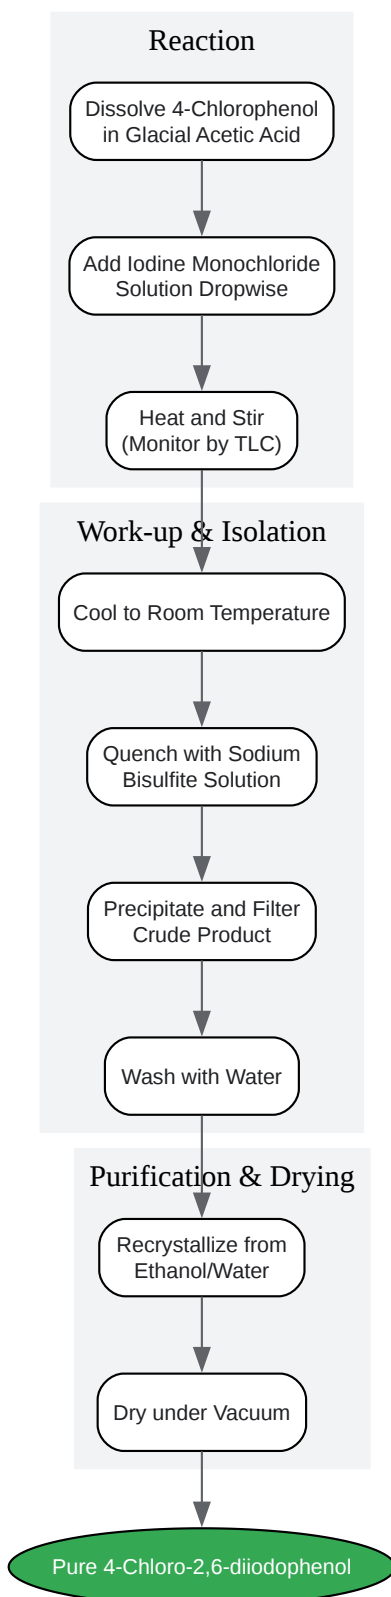 Reaction
Dissolve 4-Chlorophenol
in Glacial Acetic Acid
Add Iodine Monochloride
Solution Dropwise
Heat and Stir
(Monitor by TLC)
Work-up & Isolation
Cool to Room Temperature
Quench with Sodium
Bisulfite Solution
Precipitate and Filter
Crude Product
Wash with Water
Purification & Drying
Recrystallize from
Ethanol/Water
Dry under Vacuum
Pure 4-Chloro-2,6-diiodophenol